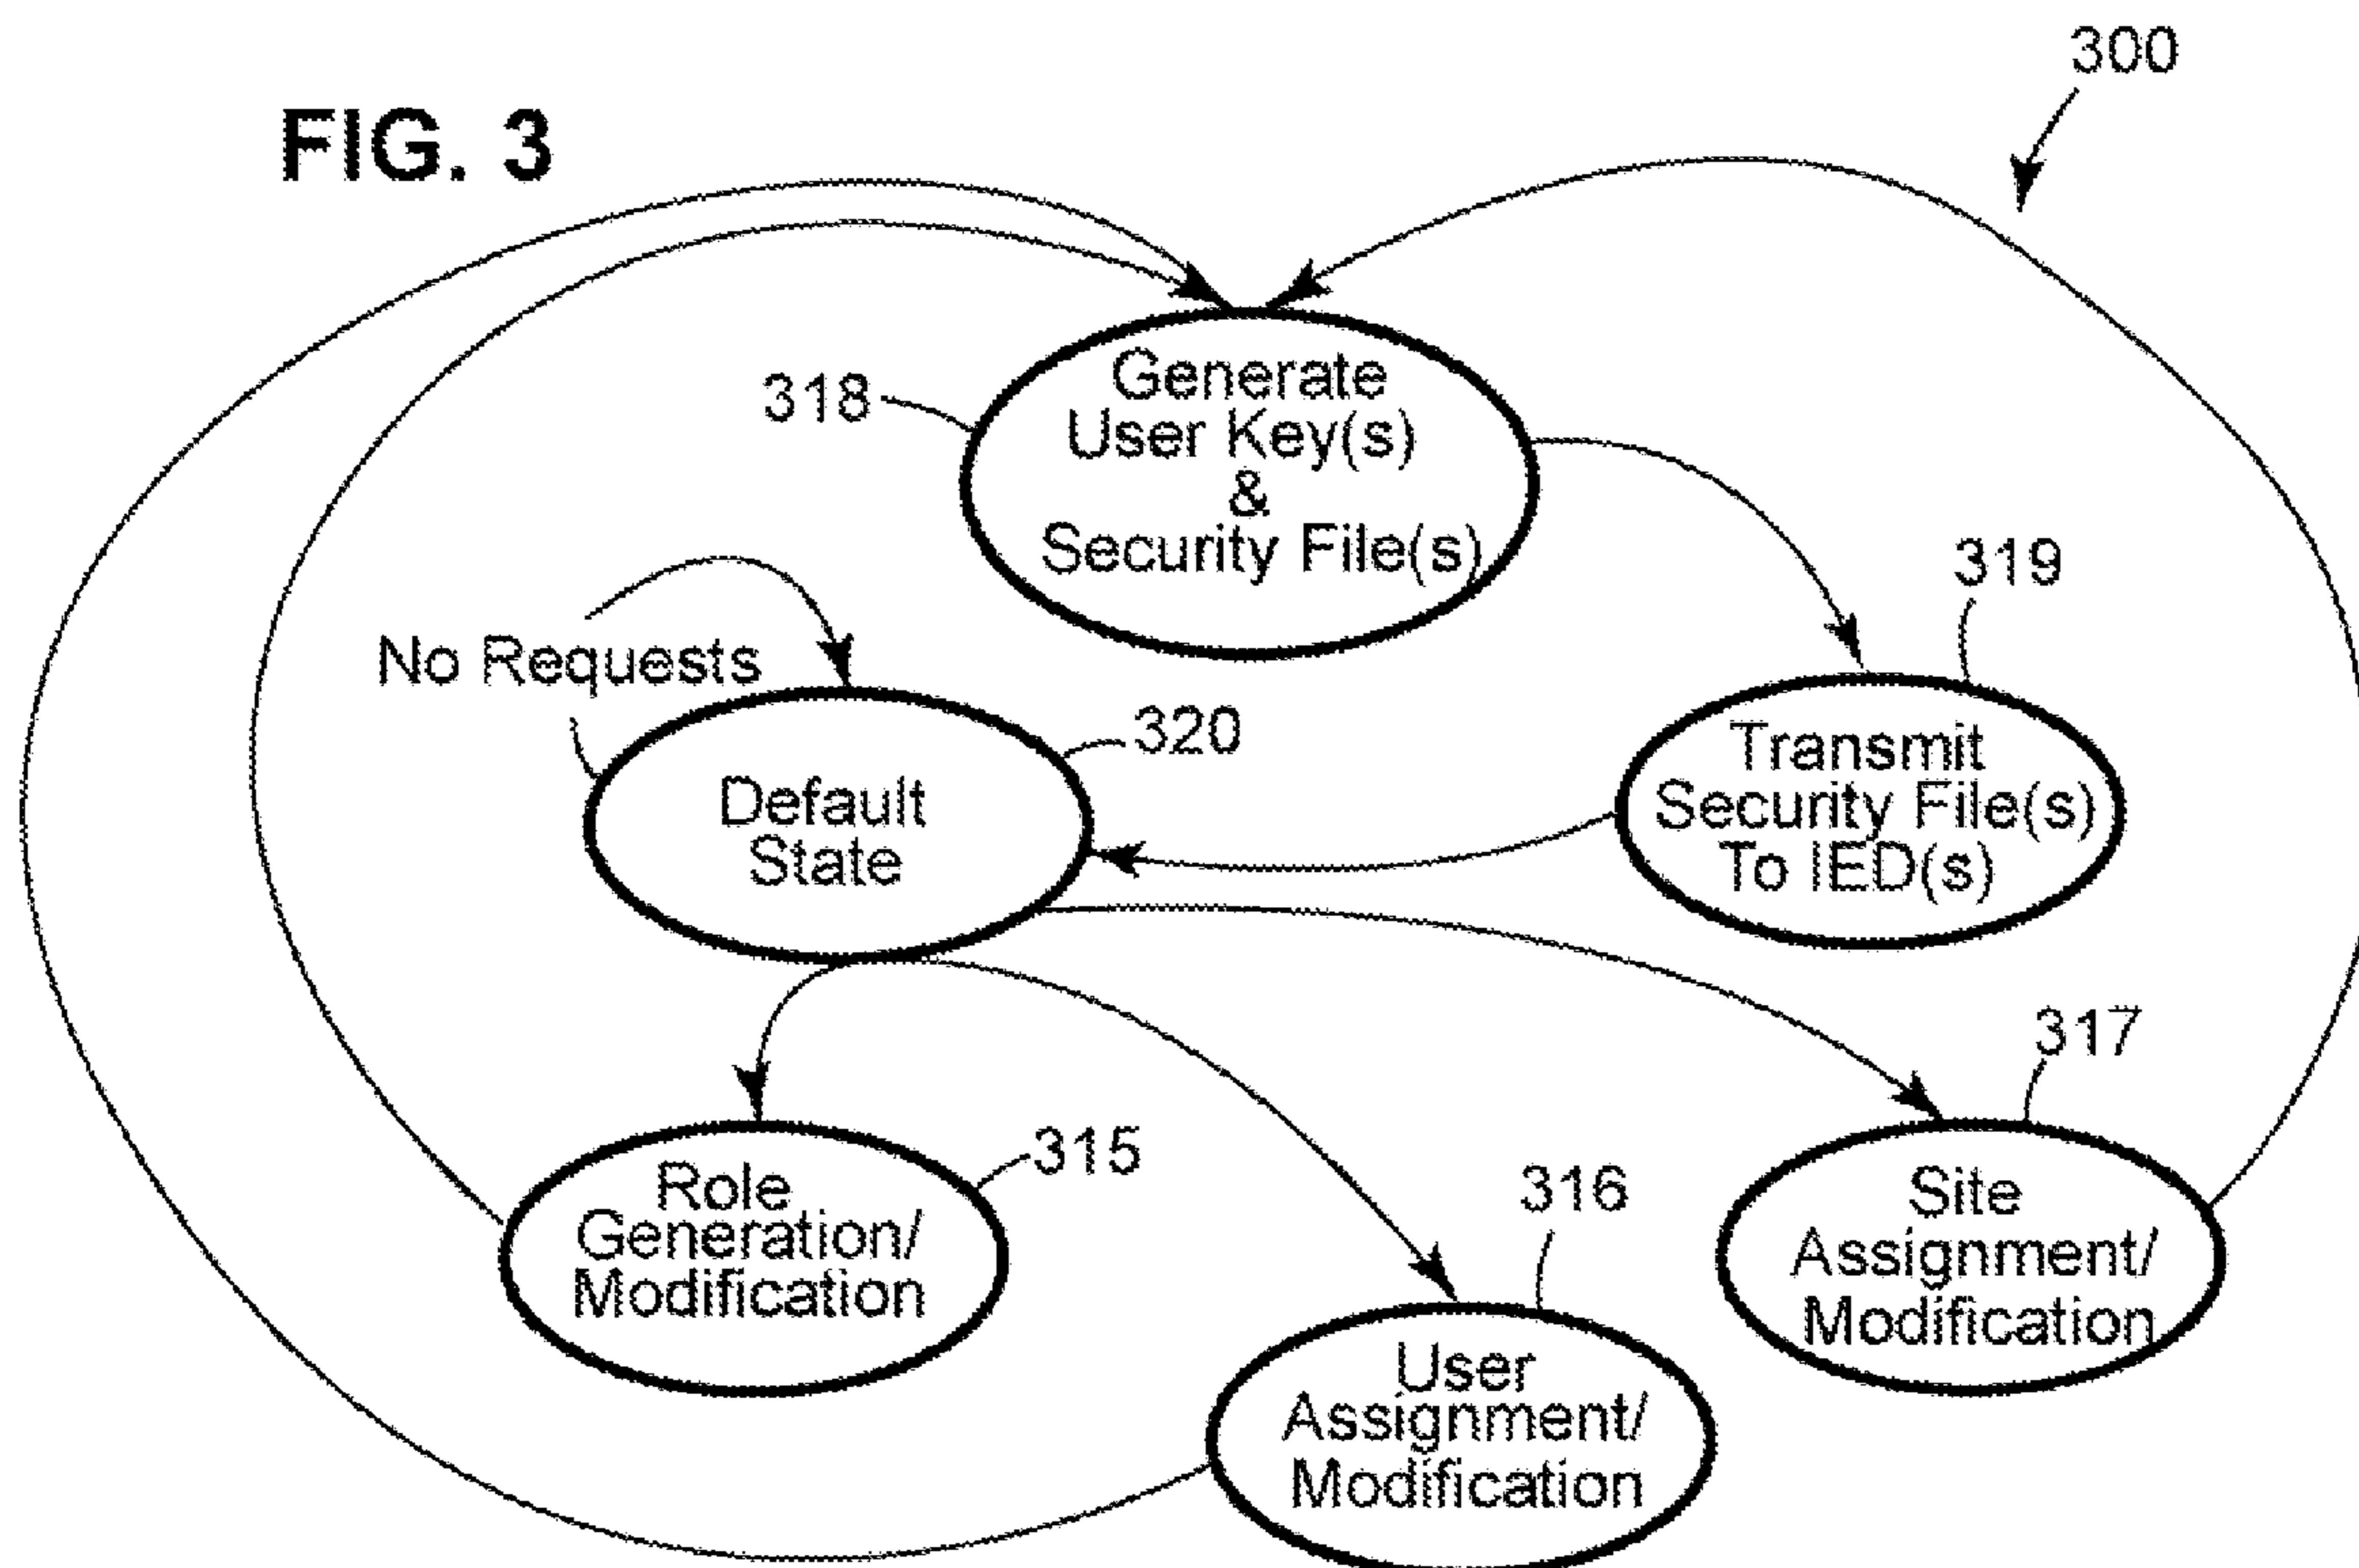 300
FIG. 3
318
Generate
User Key(s)
&
Security File(s)
319
No Requests
320
Default
State
Transmit
Security File(s)
To IED(s)
317
315
Role
Generation/
Modification
316
Site
Assignment/
Modification
User
Assignment/
Modification